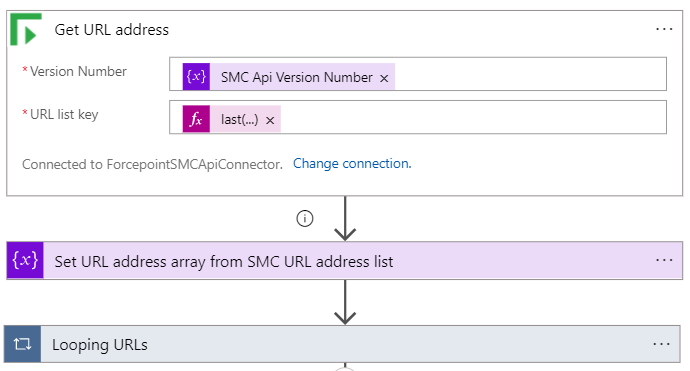 Get URL address
...
* Version Number
{x} SMC Api Version Number ×
* URL list key
fx last(...) ×
Connected to ForcepointSMCApiConnector. Change connection.
{x} Set URL address array from SMC URL address list
...
Looping URLs
...